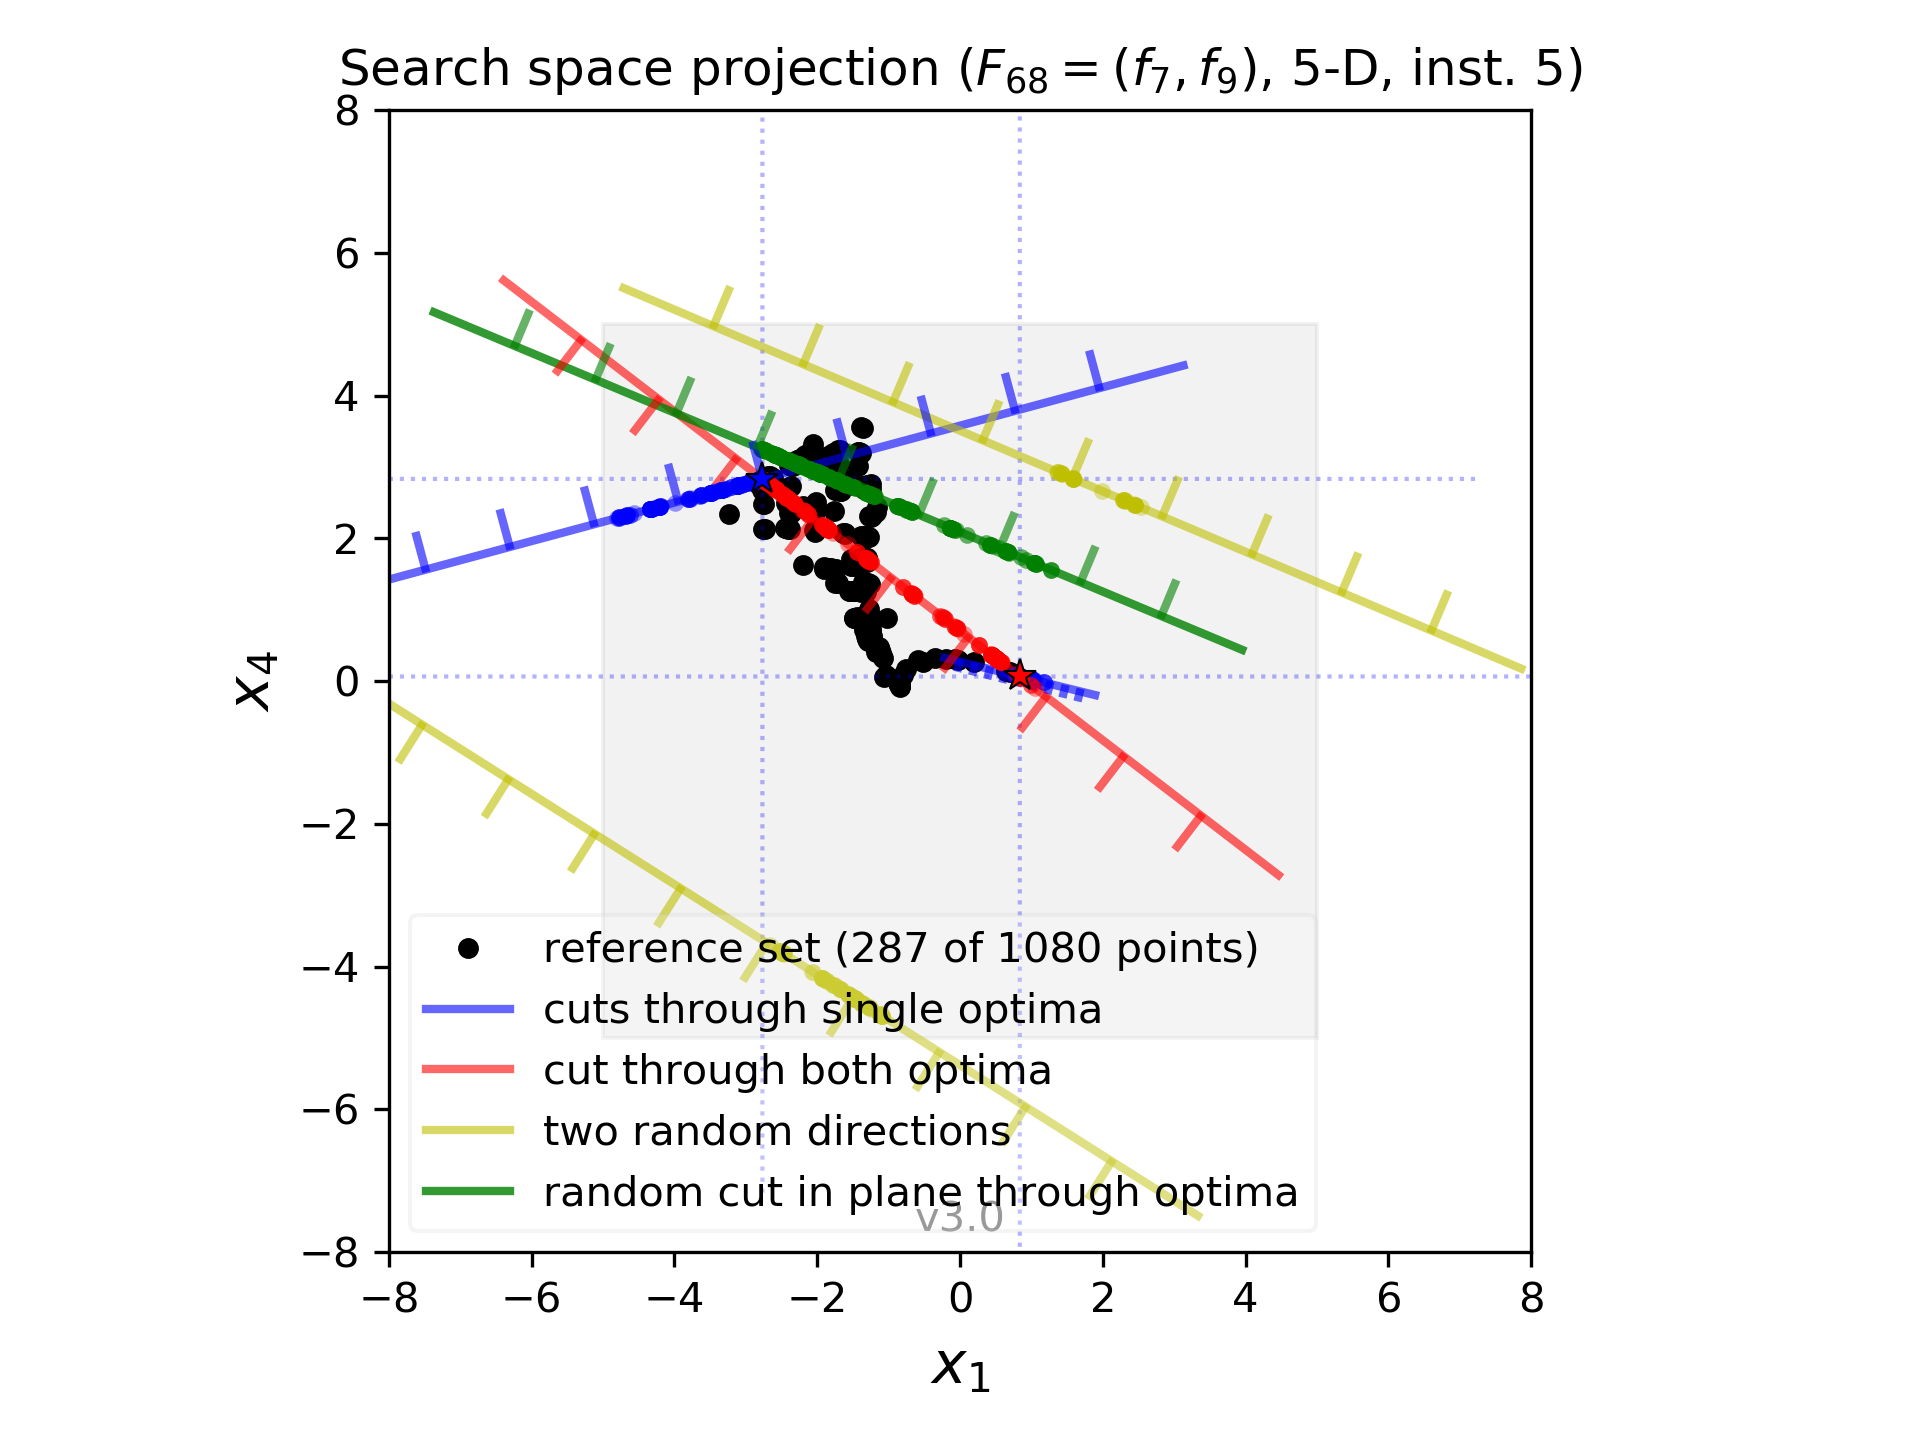 Search space projection (F₆₈ = (f₇, f₉), 5-D, inst. 5)
8
6
4
2
0
−2
−4
−6
−8
x₄
reference set (287 of 1080 points)
cuts through single optima
cut through both optima
two random directions
random cut in plane through optima
v3.0
−8 −6 −4 −2 0 2 4 6 8
x₁